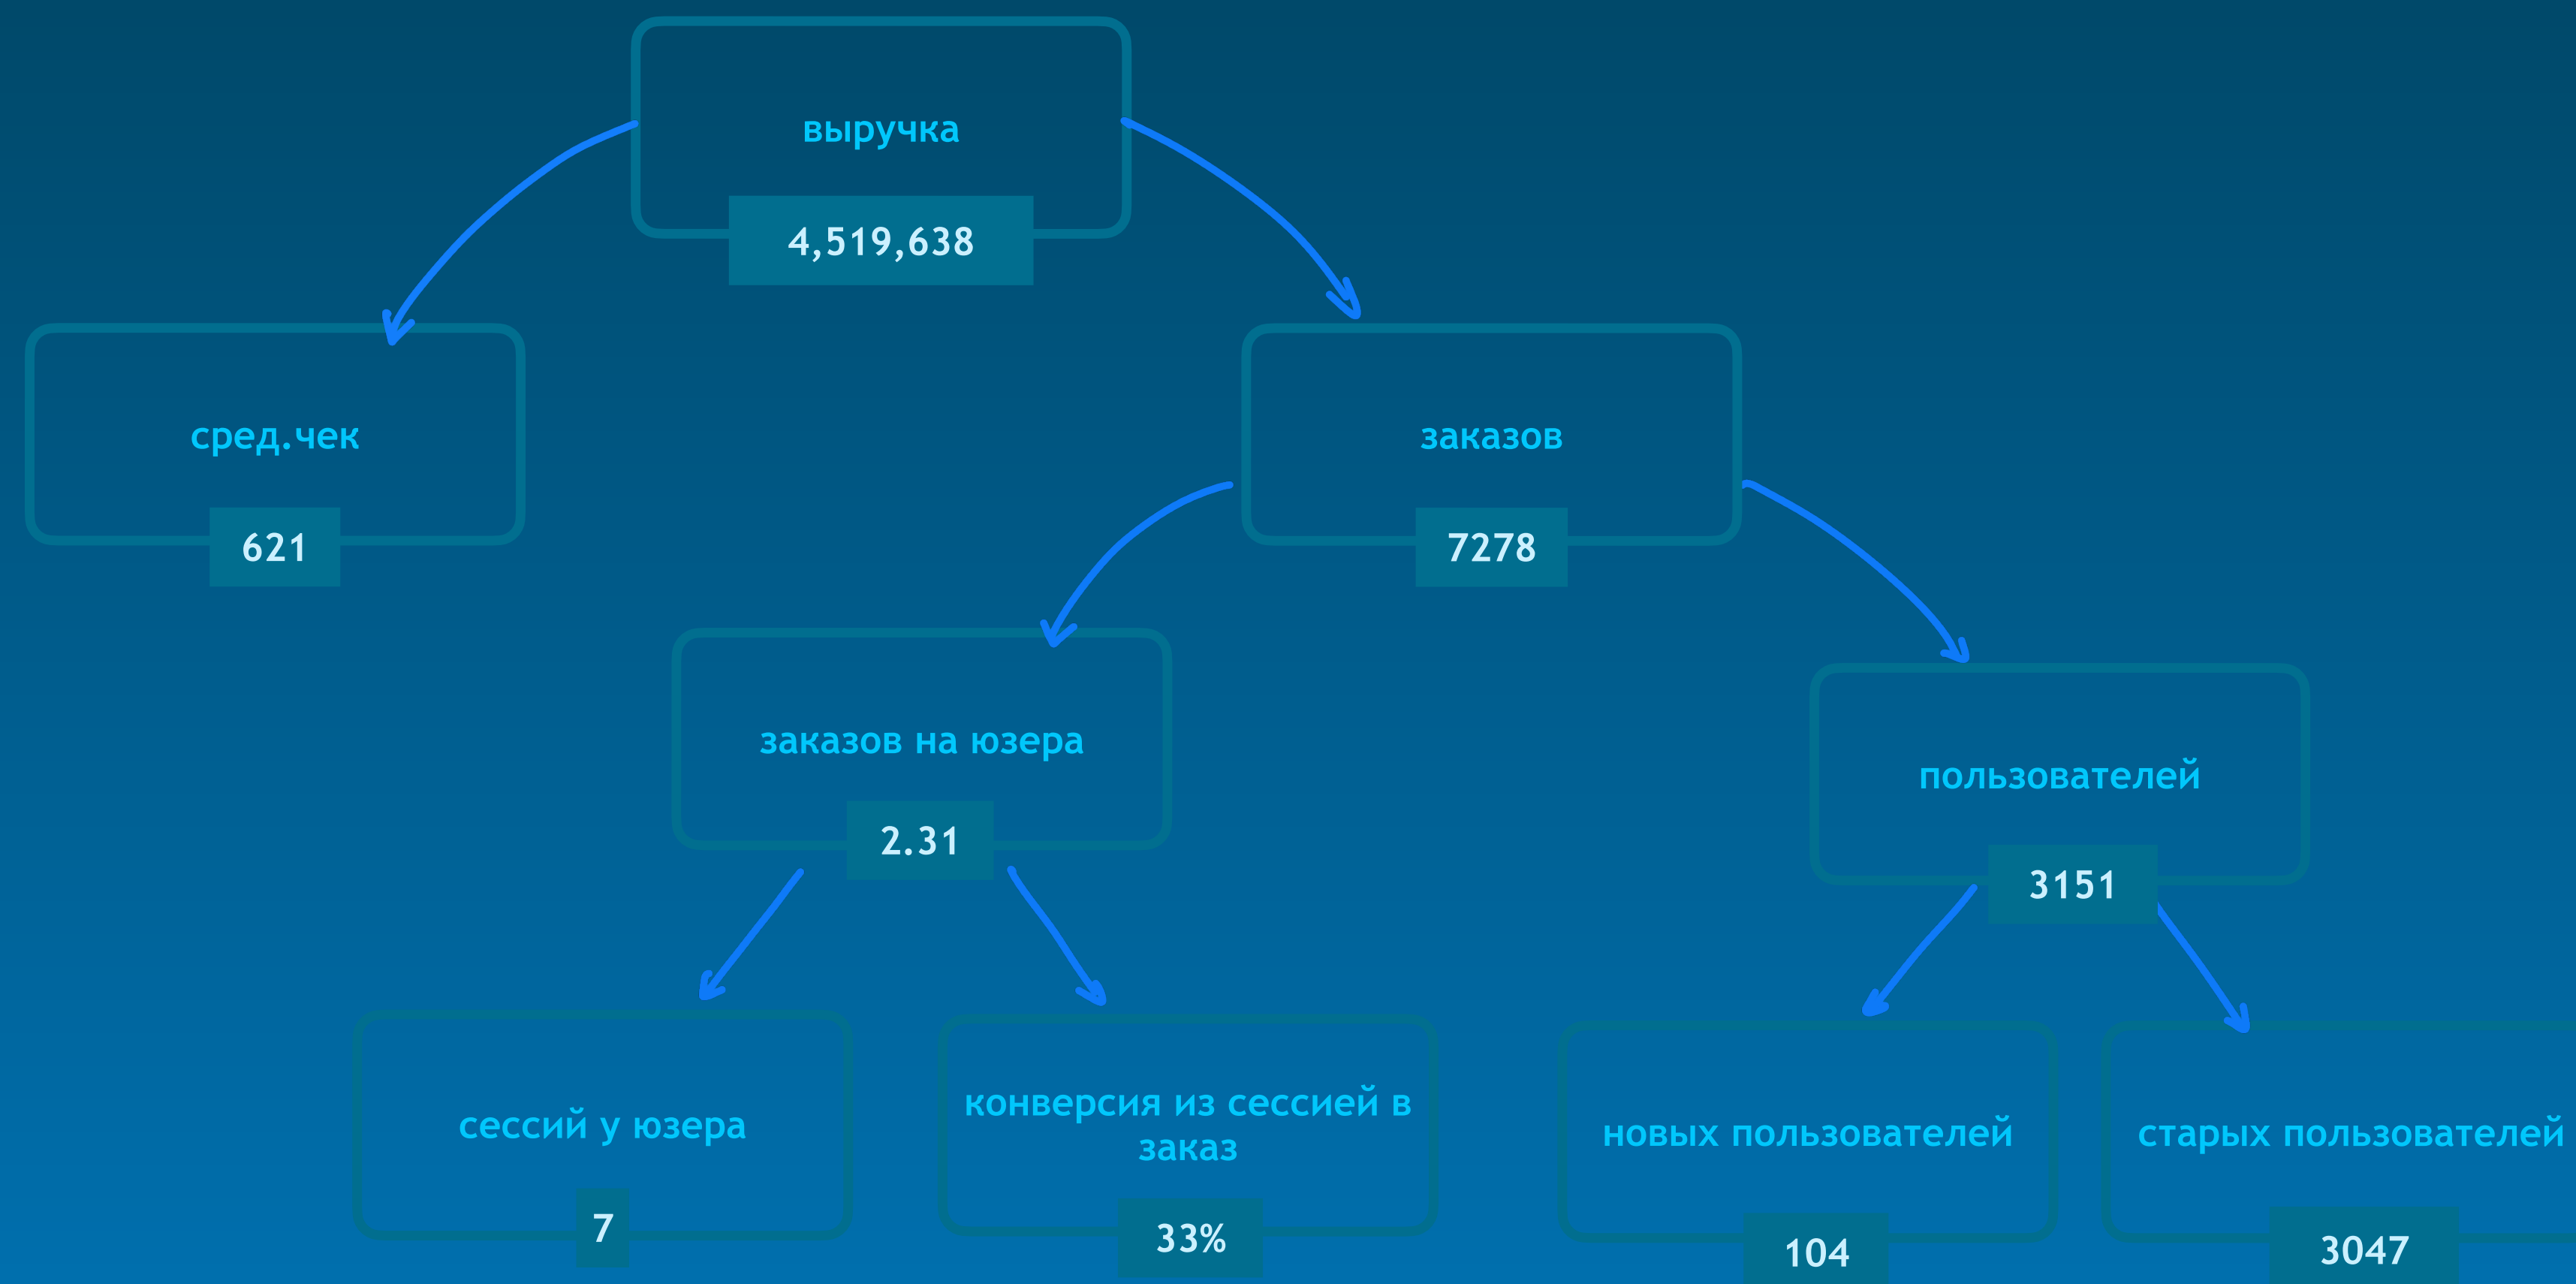 выручка
4,519,638
сред.чек
621
заказов
7278
заказов на юзера
2.31
пользователей
3151
сессий у юзера
7
конверсия из сессией в
заказ
33%
новых пользователей
104
старых пользователей
3047